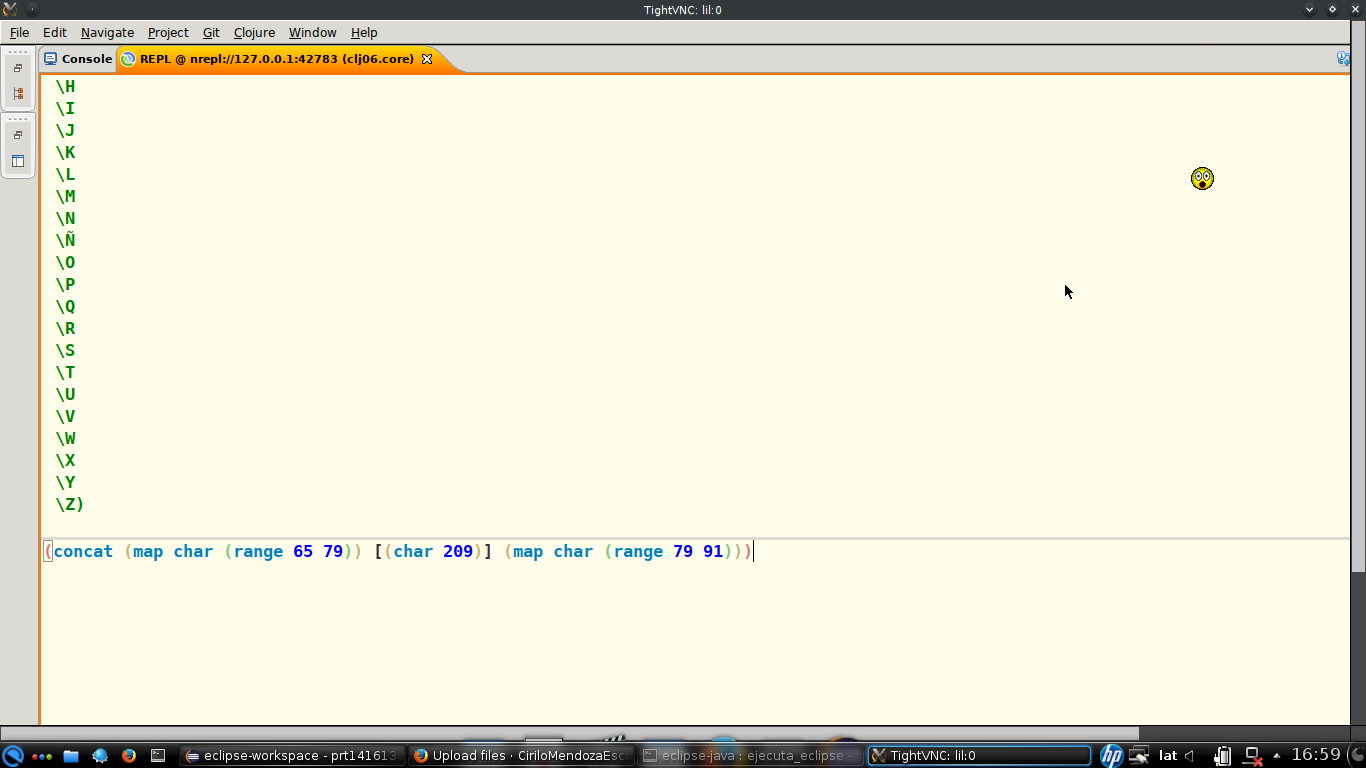 TightVNC: lil:0
File Edit Navigate Project Git Clojure Window Help
Console REPL @ nrepl://127.0.0.1:42783 (clj06.core)
\H
\I
\J
\K
\L
\M
\N
\Ñ
\O
\P
\Q
\R
\S
\T
\U
\V
\W
\X
\Y
\Z)
(concat (map char (range 65 79)) [(char 209)] (map char (range 79 91)))
eclipse-workspace - prt141613 Upload files · CiriloMendozaEsc eclipse-java : ejecuta_eclipse – TightVNC: lil:0 hp lat 16:59